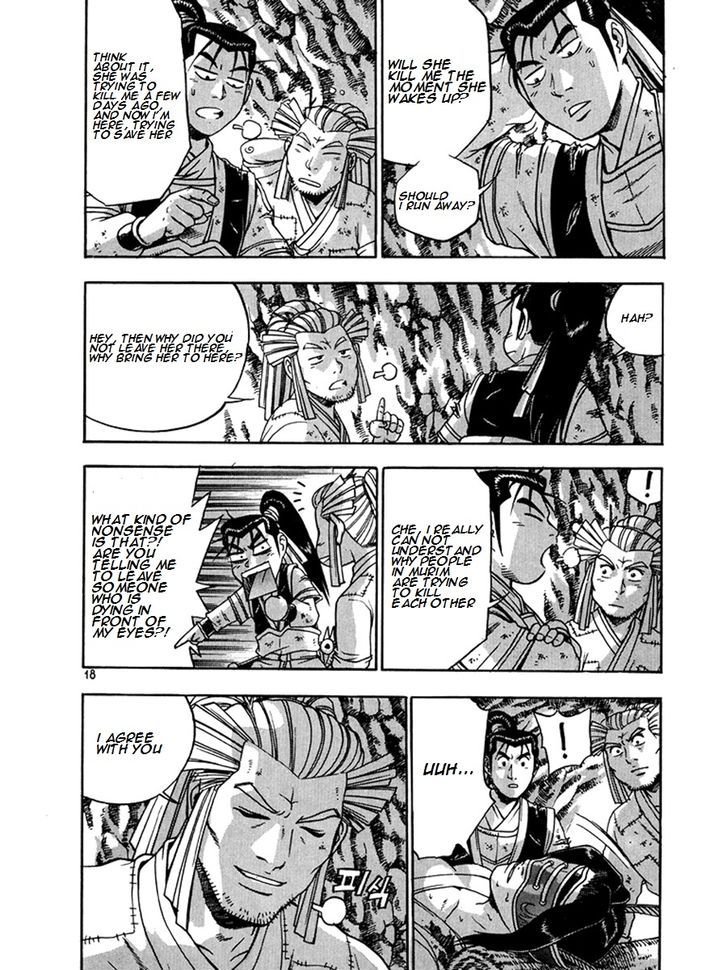 THINK
ABOUT IT,
SHE WAS
TRYING TO
KILL ME A FEW
DAYS AGO,
AND NOW I'M
HERE, TRYING
TO SAVE HER
WILL SHE
KILL ME THE
MOMENT SHE
WAKES UP?
SHOULD
I RUN AWAY?
HEY, THEN WHY DID YOU
NOT LEAVE HER THERE,
WHY BRING HER TO HERE?
HAH?
WHAT KIND OF
NONSENSE
IS THAT?!
ARE YOU
TELLING ME
TO LEAVE
SOMEONE
WHO IS
DYING IN
FRONT OF
MY EYES?!
CHE, I REALLY
CAN NOT
UNDERSTAND
WHY PEOPLE
IN MURIM
ARE TRYING
TO KILL
EACH OTHER
!
18
I AGREE
WITH YOU
피식
UUH...
!